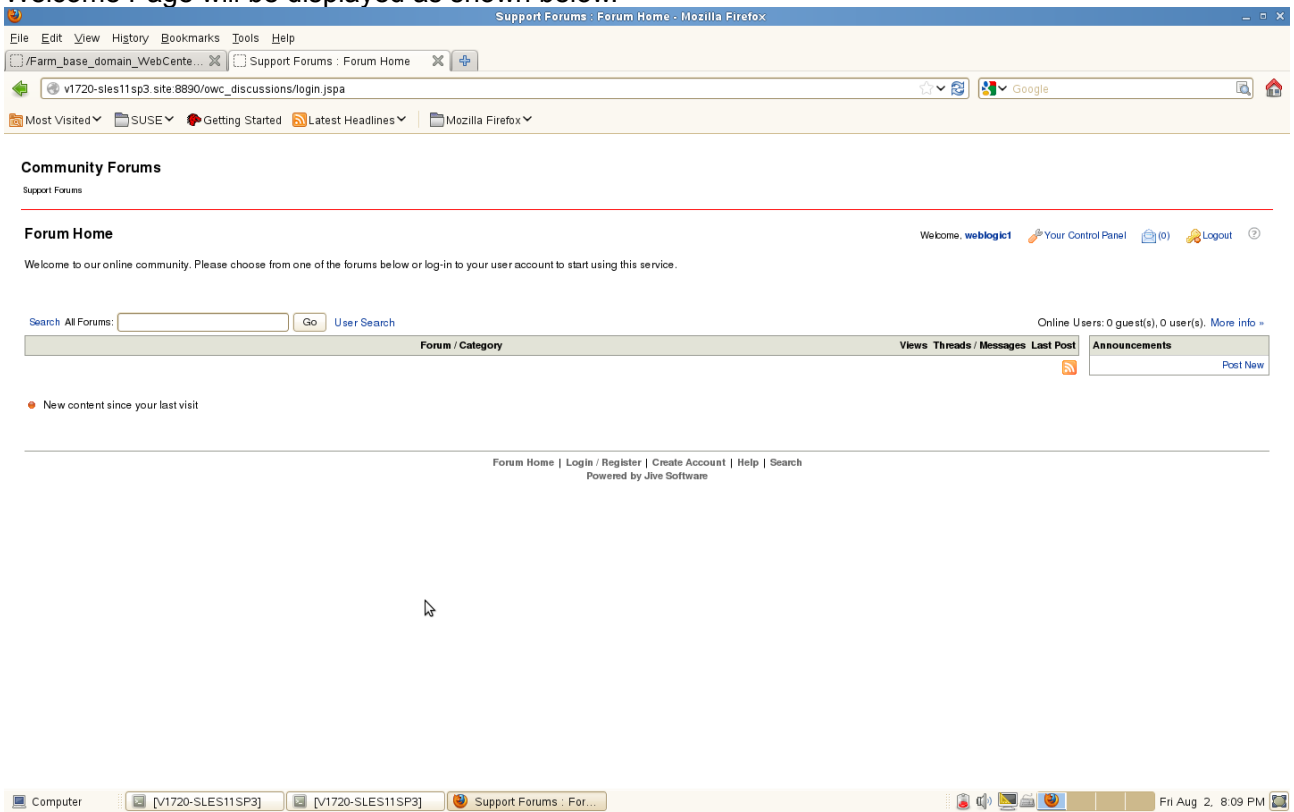 Welcome Page will be displayed as shown below.
Support Forums : Forum Home - Mozilla Firefox
File Edit View History Bookmarks Tools Help
/Farm_base_domain_WebCente... Support Forums : Forum Home
v1720-sles11sp3.site:8890/owc_discussions/login.jspa Google
Most Visited SUSE Getting Started Latest Headlines Mozilla Firefox
Community Forums
Support Forums
Forum Home Welcome, weblogic1 Your Control Panel (0) Logout ?
Welcome to our online community. Please choose from one of the forums below or log-in to your user account to start using this service.
Search All Forums: Go User Search Online Users: 0 guest(s), 0 user(s). More info »
Forum / Category Views Threads / Messages Last Post Announcements
Post New
New content since your last visit
Forum Home | Login / Register | Create Account | Help | Search
Powered by Jive Software
Computer [V1720-SLES11SP3] [V1720-SLES11SP3] Support Forums : For... Fri Aug 2, 8:09 PM